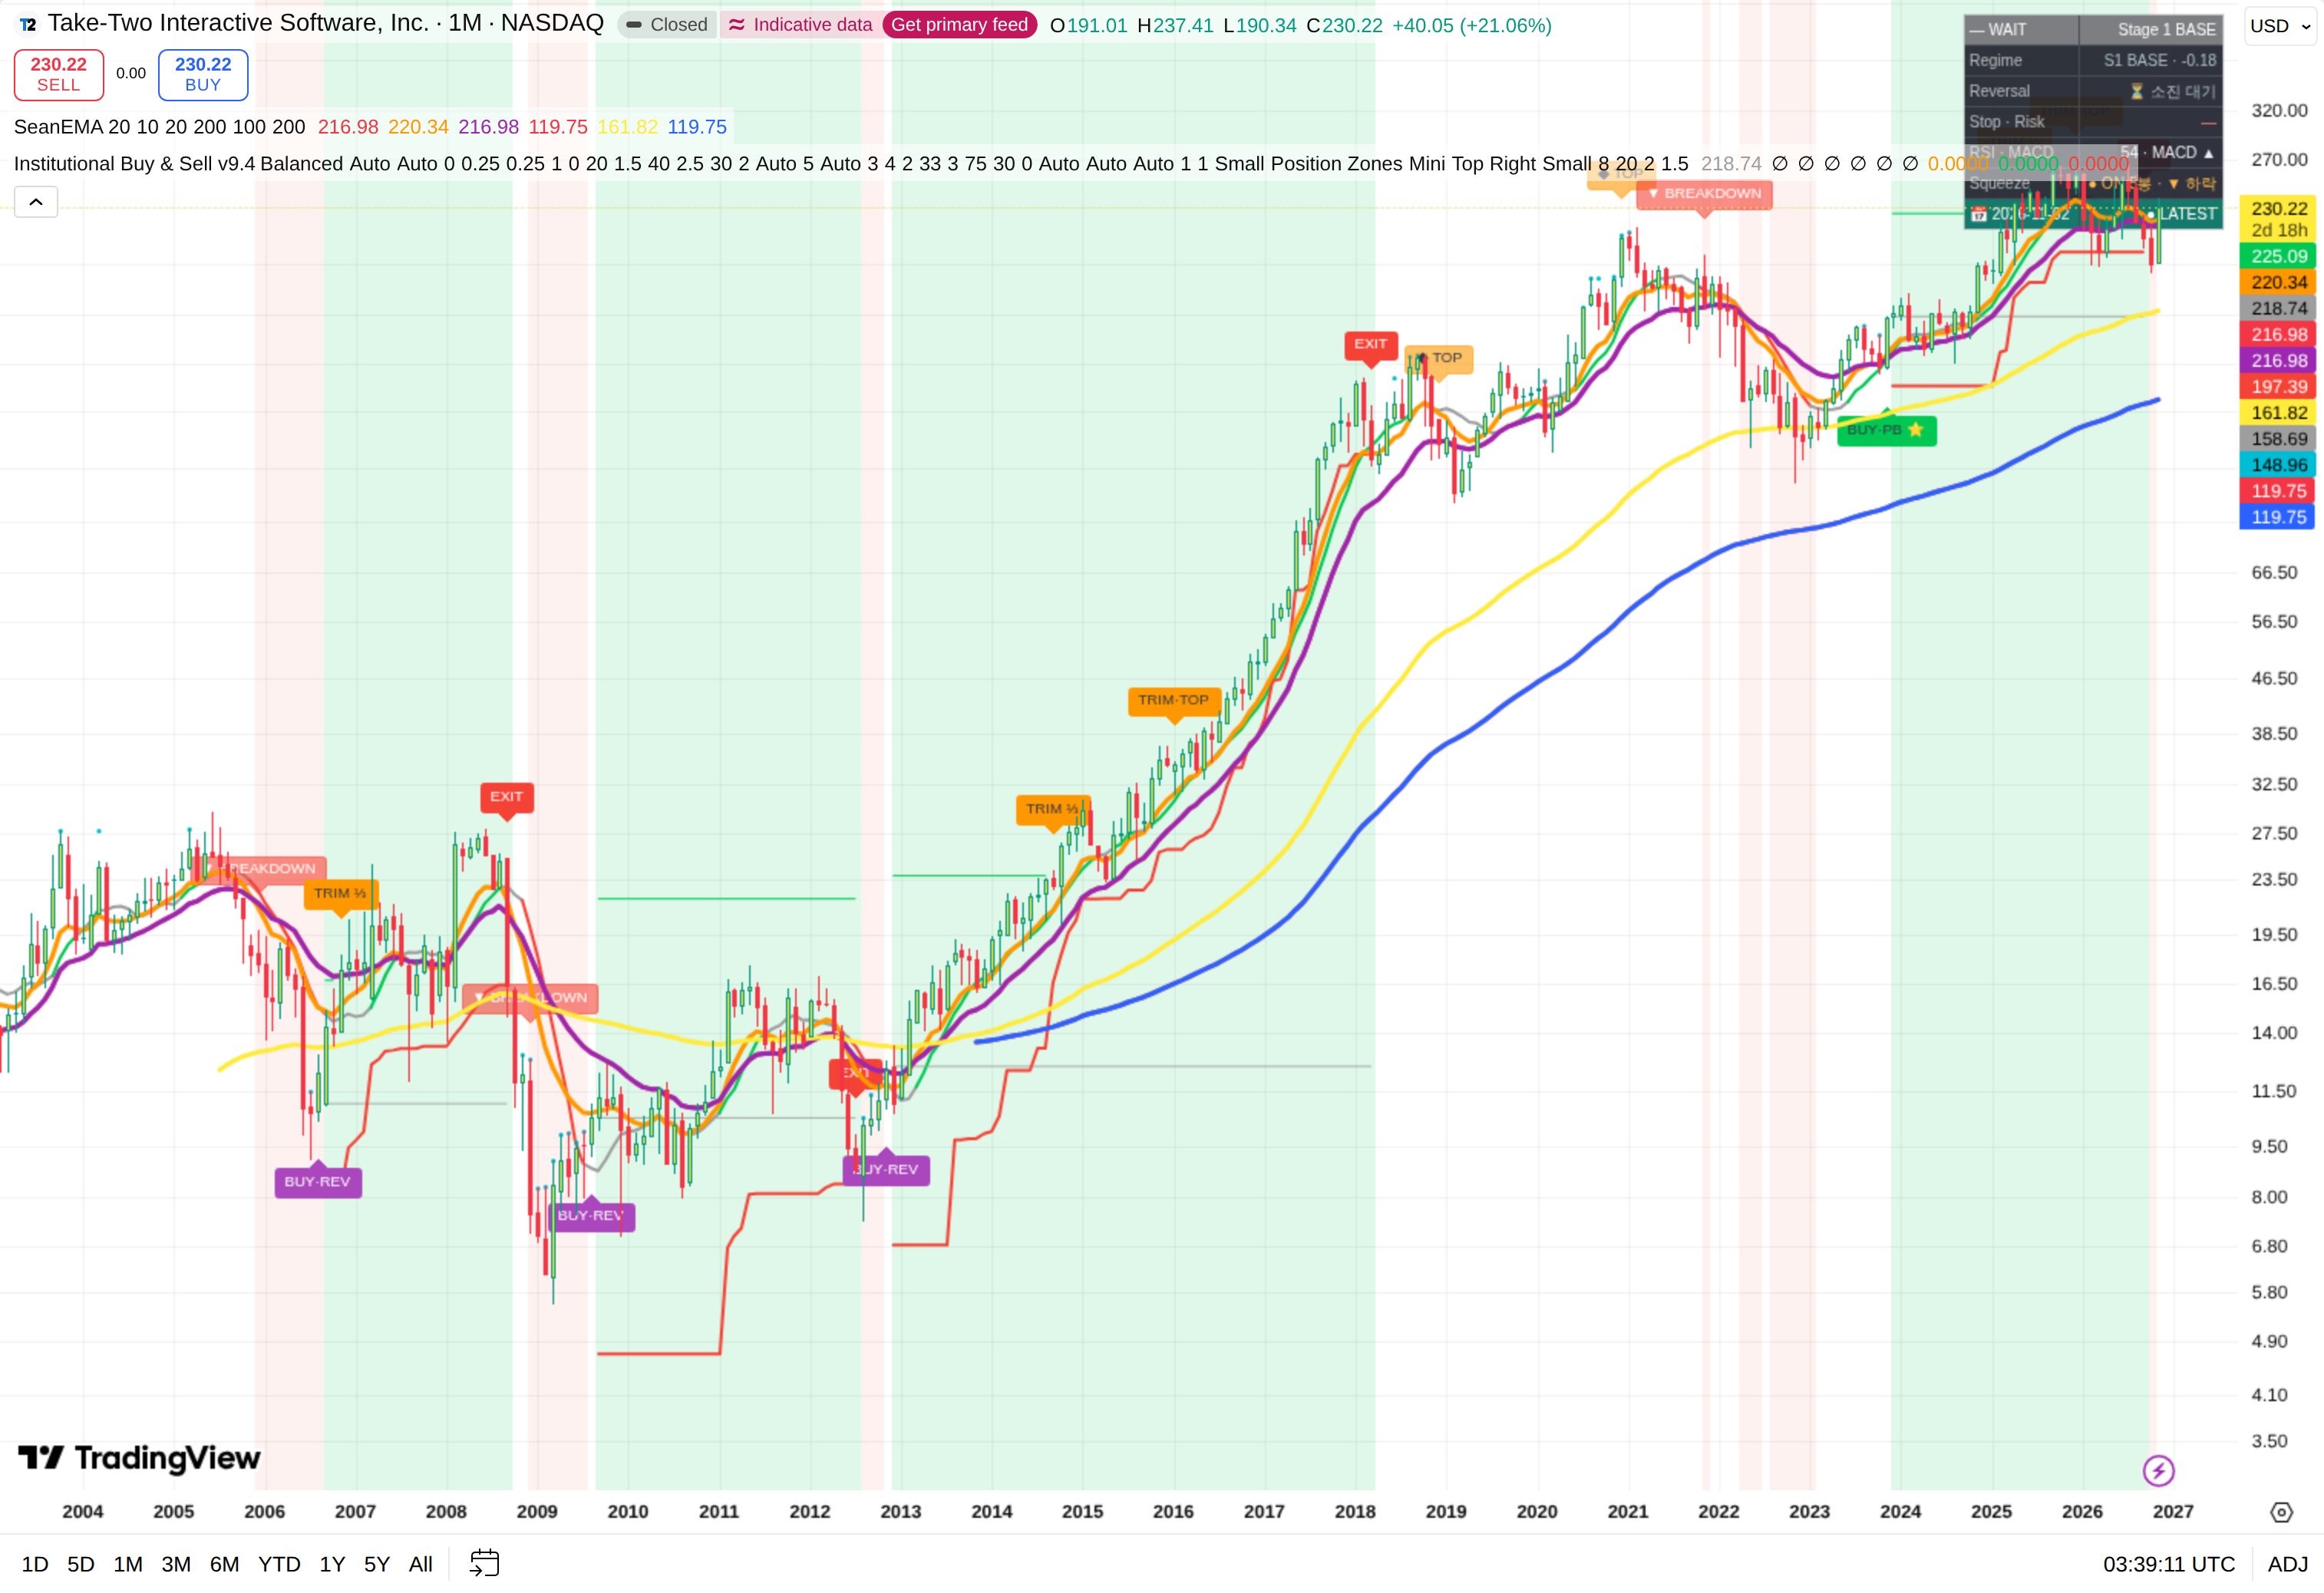 Take-Two Interactive Software, Inc. · 1M · NASDAQ Closed Indicative data Get primary feed O191.01 H237.41 L190.34 C230.22 +40.05 (+21.06%)
230.22 SELL 0.00 230.22 BUY
SeanEMA 20 10 20 200 100 200 216.98 220.34 216.98 119.75 161.82 119.75
Institutional Buy & Sell v9.4 Balanced Auto Auto 0 0.25 0.25 1 0 20 1.5 40 2.5 30 2 Auto 5 Auto 3 4 2 33 3 75 30 0 Auto Auto Auto 1 1 Small Position Zones Mini Top Right Small 8 20 2 1.5 218.74 ∅ ∅ ∅ ∅ ∅ ∅ 0.0000 0.0000 0.0000
— WAIT Stage 1 BASE
Regime S1 BASE · -0.18
Reversal ⏳ 소진 대기
Stop · Risk —
RSI · MACD 54 · MACD ▲
Squeeze ▼ 하락
LATEST
USD
320.00
270.00
230.22
2d 18h
225.09
220.34
218.74
216.98
216.98
197.39
161.82
158.69
148.96
119.75
119.75
66.50
56.50
46.50
38.50
32.50
27.50
23.50
19.50
16.50
14.00
11.50
9.50
8.00
6.80
5.80
4.90
4.10
3.50
TOP
▼ BREAKDOWN
EXIT
TOP
BUY-PB ⭐
TRIM-TOP
TRIM ⅓
EXIT
BREAKDOWN
TRIM ⅓
▼ BREAKDOWN
EXIT
BUY-REV
BUY-REV
BUY-REV
TradingView
2004 2005 2006 2007 2008 2009 2010 2011 2012 2013 2014 2015 2016 2017 2018 2019 2020 2021 2022 2023 2024 2025 2026 2027
1D 5D 1M 3M 6M YTD 1Y 5Y All 03:39:11 UTC ADJ